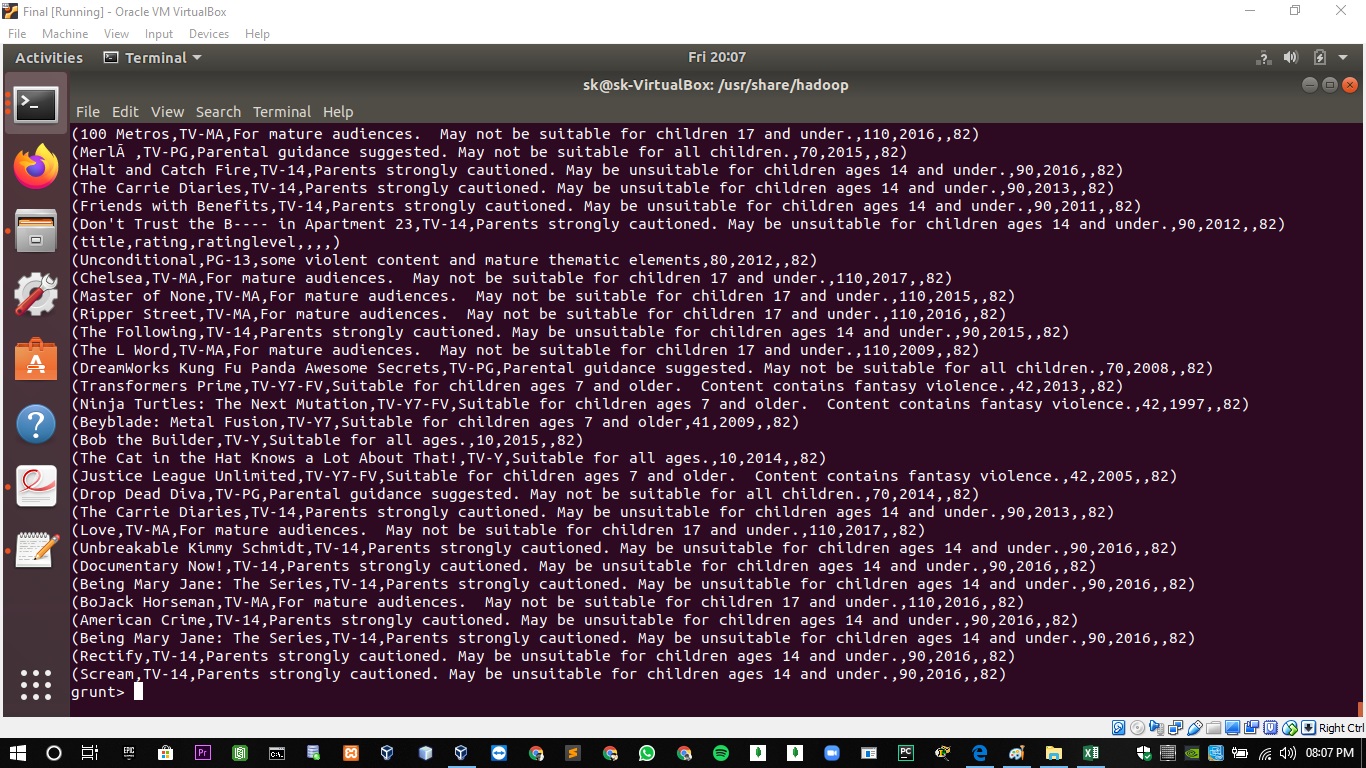 Final [Running] - Oracle VM VirtualBox
File Machine View Input Devices Help
Activities Terminal Fri 20:07
sk@sk-VirtualBox: /usr/share/hadoop
File Edit View Search Terminal Help
(100 Metros,TV-MA,For mature audiences.  May not be suitable for children 17 and under.,110,2016,,82)
(MerlÃ ,TV-PG,Parental guidance suggested. May not be suitable for all children.,70,2015,,82)
(Halt and Catch Fire,TV-14,Parents strongly cautioned. May be unsuitable for children ages 14 and under.,90,2016,,82)
(The Carrie Diaries,TV-14,Parents strongly cautioned. May be unsuitable for children ages 14 and under.,90,2013,,82)
(Friends with Benefits,TV-14,Parents strongly cautioned. May be unsuitable for children ages 14 and under.,90,2011,,82)
(Don't Trust the B---- in Apartment 23,TV-14,Parents strongly cautioned. May be unsuitable for children ages 14 and under.,90,2012,,82)
(title,rating,ratinglevel,,,,)
(Unconditional,PG-13,some violent content and mature thematic elements,80,2012,,82)
(Chelsea,TV-MA,For mature audiences.  May not be suitable for children 17 and under.,110,2017,,82)
(Master of None,TV-MA,For mature audiences.  May not be suitable for children 17 and under.,110,2015,,82)
(Ripper Street,TV-MA,For mature audiences.  May not be suitable for children 17 and under.,110,2016,,82)
(The Following,TV-14,Parents strongly cautioned. May be unsuitable for children ages 14 and under.,90,2015,,82)
(The L Word,TV-MA,For mature audiences.  May not be suitable for children 17 and under.,110,2009,,82)
(DreamWorks Kung Fu Panda Awesome Secrets,TV-PG,Parental guidance suggested. May not be suitable for all children.,70,2008,,82)
(Transformers Prime,TV-Y7-FV,Suitable for children ages 7 and older.  Content contains fantasy violence.,42,2013,,82)
(Ninja Turtles: The Next Mutation,TV-Y7-FV,Suitable for children ages 7 and older.  Content contains fantasy violence.,42,1997,,82)
(Beyblade: Metal Fusion,TV-Y7,Suitable for children ages 7 and older,41,2009,,82)
(Bob the Builder,TV-Y,Suitable for all ages.,10,2015,,82)
(The Cat in the Hat Knows a Lot About That!,TV-Y,Suitable for all ages.,10,2014,,82)
(Justice League Unlimited,TV-Y7-FV,Suitable for children ages 7 and older.  Content contains fantasy violence.,42,2005,,82)
(Drop Dead Diva,TV-PG,Parental guidance suggested. May not be suitable for all children.,70,2014,,82)
(The Carrie Diaries,TV-14,Parents strongly cautioned. May be unsuitable for children ages 14 and under.,90,2013,,82)
(Love,TV-MA,For mature audiences.  May not be suitable for children 17 and under.,110,2017,,82)
(Unbreakable Kimmy Schmidt,TV-14,Parents strongly cautioned. May be unsuitable for children ages 14 and under.,90,2016,,82)
(Documentary Now!,TV-14,Parents strongly cautioned. May be unsuitable for children ages 14 and under.,90,2016,,82)
(Being Mary Jane: The Series,TV-14,Parents strongly cautioned. May be unsuitable for children ages 14 and under.,90,2016,,82)
(BoJack Horseman,TV-MA,For mature audiences.  May not be suitable for children 17 and under.,110,2016,,82)
(American Crime,TV-14,Parents strongly cautioned. May be unsuitable for children ages 14 and under.,90,2016,,82)
(Being Mary Jane: The Series,TV-14,Parents strongly cautioned. May be unsuitable for children ages 14 and under.,90,2016,,82)
(Rectify,TV-14,Parents strongly cautioned. May be unsuitable for children ages 14 and under.,90,2016,,82)
(Scream,TV-14,Parents strongly cautioned. May be unsuitable for children ages 14 and under.,90,2016,,82)
grunt>
Right Ctrl
08:07 PM